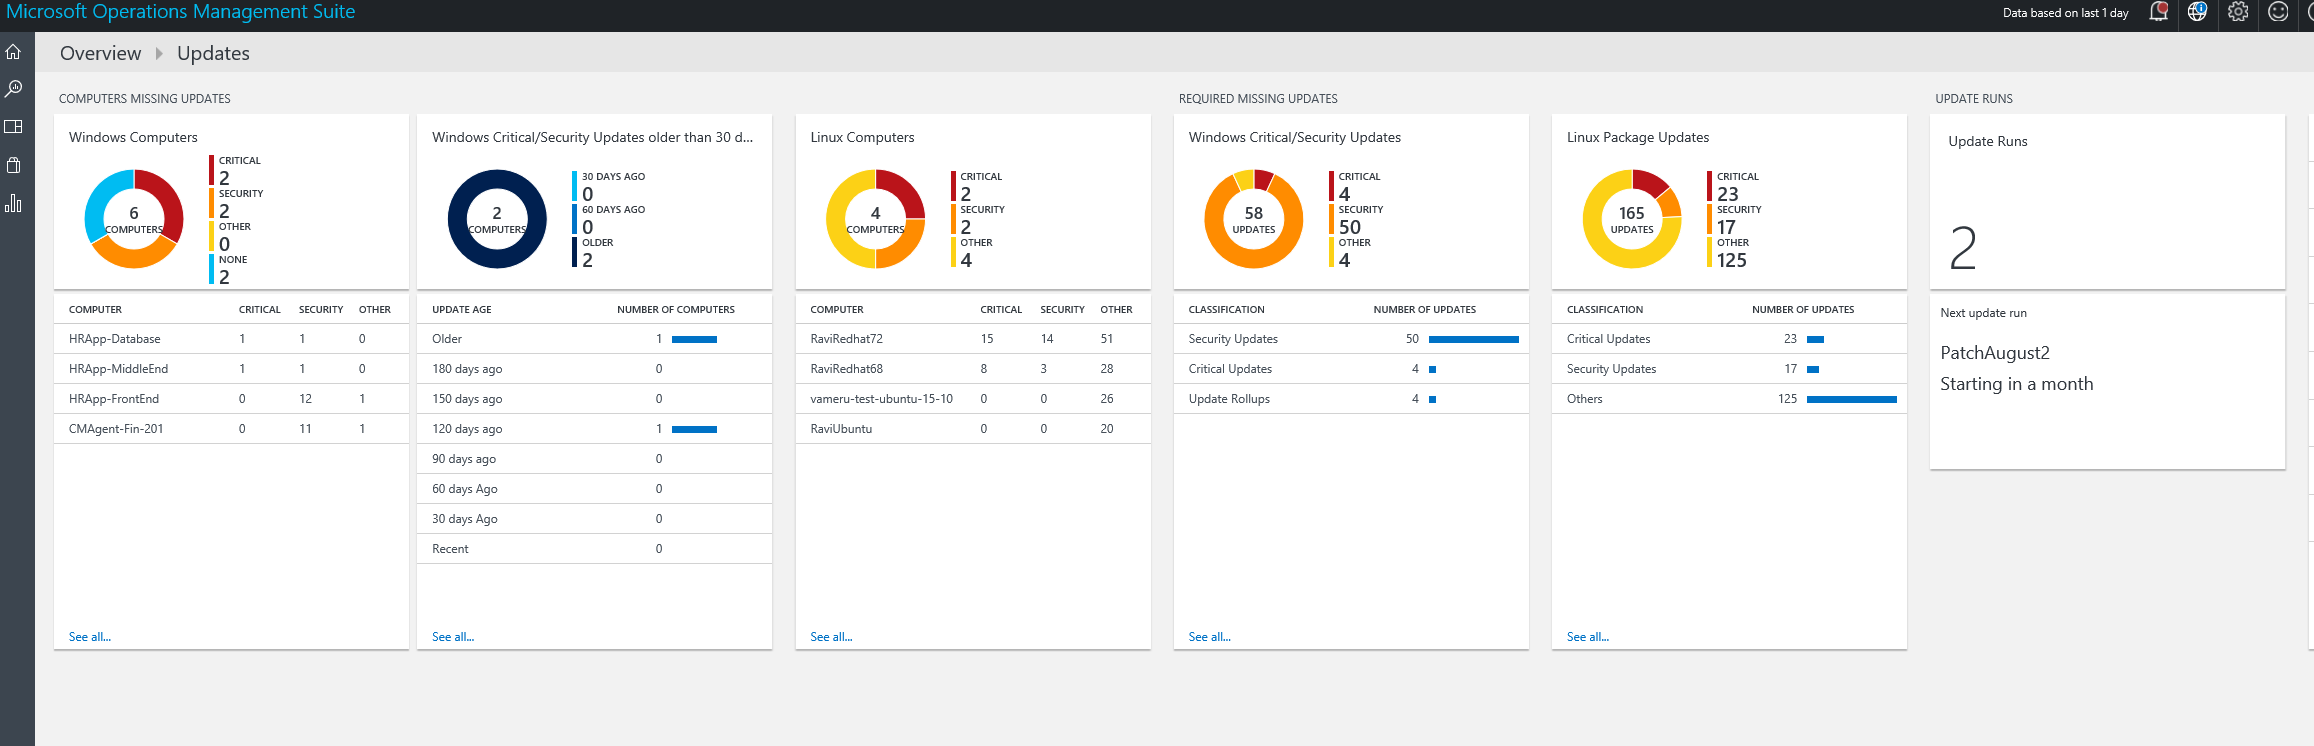 Microsoft Operations Management Suite
Data based on last 1 day
Overview Updates
COMPUTERS MISSING UPDATES
Windows Computers
6
COMPUTERS
CRITICAL
2
SECURITY
2
OTHER
0
NONE
2
COMPUTER CRITICAL SECURITY OTHER
HRApp-Database 1 1 0
HRApp-MiddleEnd 1 1 0
HRApp-FrontEnd 0 12 1
CMAgent-Fin-201 0 11 1
See all...
Windows Critical/Security Updates older than 30 d...
2
COMPUTERS
30 DAYS AGO
0
60 DAYS AGO
0
OLDER
2
UPDATE AGE NUMBER OF COMPUTERS
Older 1
180 days ago 0
150 days ago 0
120 days ago 1
90 days ago 0
60 days Ago 0
30 days Ago 0
Recent 0
See all...
Linux Computers
4
COMPUTERS
CRITICAL
2
SECURITY
2
OTHER
4
COMPUTER CRITICAL SECURITY OTHER
RaviRedhat72 15 14 51
RaviRedhat68 8 3 28
vameru-test-ubuntu-15-10 0 0 26
RaviUbuntu 0 0 20
See all...
REQUIRED MISSING UPDATES
Windows Critical/Security Updates
58
UPDATES
CRITICAL
4
SECURITY
50
OTHER
4
CLASSIFICATION NUMBER OF UPDATES
Security Updates 50
Critical Updates 4
Update Rollups 4
See all...
Linux Package Updates
165
UPDATES
CRITICAL
23
SECURITY
17
OTHER
125
CLASSIFICATION NUMBER OF UPDATES
Critical Updates 23
Security Updates 17
Others 125
See all...
UPDATE RUNS
Update Runs
2
Next update run
PatchAugust2
Starting in a month